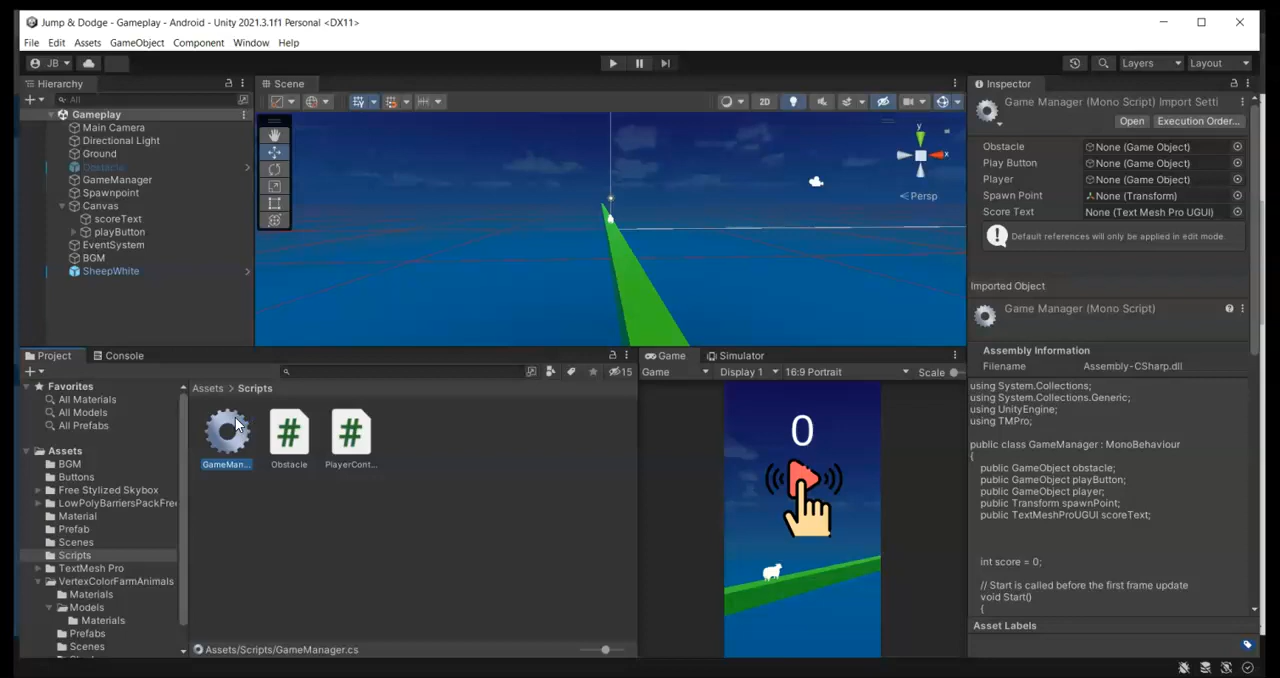 Jump & Dodge - Gameplay - Android - Unity 2021.3.1f1 Personal <DX11>
File Edit Assets GameObject Component Window Help
JB
Layers Layout
Hierarchy
All
Gameplay
Main Camera
Directional Light
Ground
Obstacle
GameManager
Spawnpoint
Canvas
scoreText
playButton
EventSystem
BGM
SheepWhite
Scene
2D
y
x
Persp
Inspector
Game Manager (Mono Script) Import Setti
Open Execution Order...
Obstacle None (Game Object)
Play Button None (Game Object)
Player None (Game Object)
Spawn Point None (Transform)
Score Text None (Text Mesh Pro UGUI)
Default references will only be applied in edit mode.
Imported Object
Game Manager (Mono Script)
Assembly Information
Filename Assembly-CSharp.dll
using System.Collections;
using System.Collections.Generic;
using UnityEngine;
using TMPro;
public class GameManager : MonoBehaviour
{
public GameObject obstacle;
public GameObject playButton;
public GameObject player;
public Transform spawnPoint;
public TextMeshProUGUI scoreText;
int score = 0;
// Start is called before the first frame update
void Start()
{
Asset Labels
Project Console
15
Favorites
All Materials
All Models
All Prefabs
Assets
BGM
Buttons
Free Stylized Skybox
LowPolyBarriersPackFree
Material
Prefab
Scenes
Scripts
TextMesh Pro
VertexColorFarmAnimals
Materials
Models
Materials
Prefabs
Scenes
Assets > Scripts
GameMan...
Obstacle
PlayerCont...
Assets/Scripts/GameManager.cs
Game Simulator
Game Display 1 16:9 Portrait Scale
0